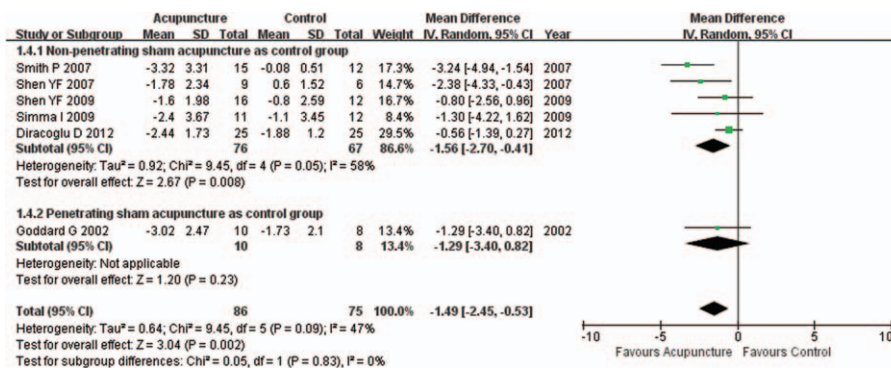 Acupuncture Control Mean Difference Mean Difference
Study or Subgroup Mean SD Total Mean SD Total Weight IV, Random, 95% CI Year IV, Random, 95% CI
1.4.1 Non-penetrating sham acupuncture as control group
Smith P 2007 -3.32 3.31 15 -0.08 0.51 12 17.3% -3.24 [-4.94, -1.54] 2007
Shen YF 2007 -1.78 2.34 9 0.6 1.52 6 14.7% -2.38 [-4.33, -0.43] 2007
Shen YF 2009 -1.6 1.98 16 -0.8 2.59 12 16.7% -0.80 [-2.56, 0.96] 2009
Simma I 2009 -2.4 3.67 11 -1.1 3.45 12 8.4% -1.30 [-4.22, 1.62] 2009
Diracoglu D 2012 -2.44 1.73 25 -1.88 1.2 25 29.5% -0.56 [-1.39, 0.27] 2012
Subtotal (95% CI) 76 67 86.6% -1.56 [-2.70, -0.41]
Heterogeneity: Tau² = 0.92; Chi² = 9.45, df = 4 (P = 0.05); I² = 58%
Test for overall effect: Z = 2.67 (P = 0.008)
1.4.2 Penetrating sham acupuncture as control group
Goddard G 2002 -3.02 2.47 10 -1.73 2.1 8 13.4% -1.29 [-3.40, 0.82] 2002
Subtotal (95% CI) 10 8 13.4% -1.29 [-3.40, 0.82]
Heterogeneity: Not applicable
Test for overall effect: Z = 1.20 (P = 0.23)
Total (95% CI) 86 75 100.0% -1.49 [-2.45, -0.53]
Heterogeneity: Tau² = 0.64; Chi² = 9.45, df = 5 (P = 0.09); I² = 47%
Test for overall effect: Z = 3.04 (P = 0.002)
Test for subgroup differences: Chi² = 0.05, df = 1 (P = 0.83), I² = 0%
-10 -5 0 5 10
Favours Acupuncture Favours Control